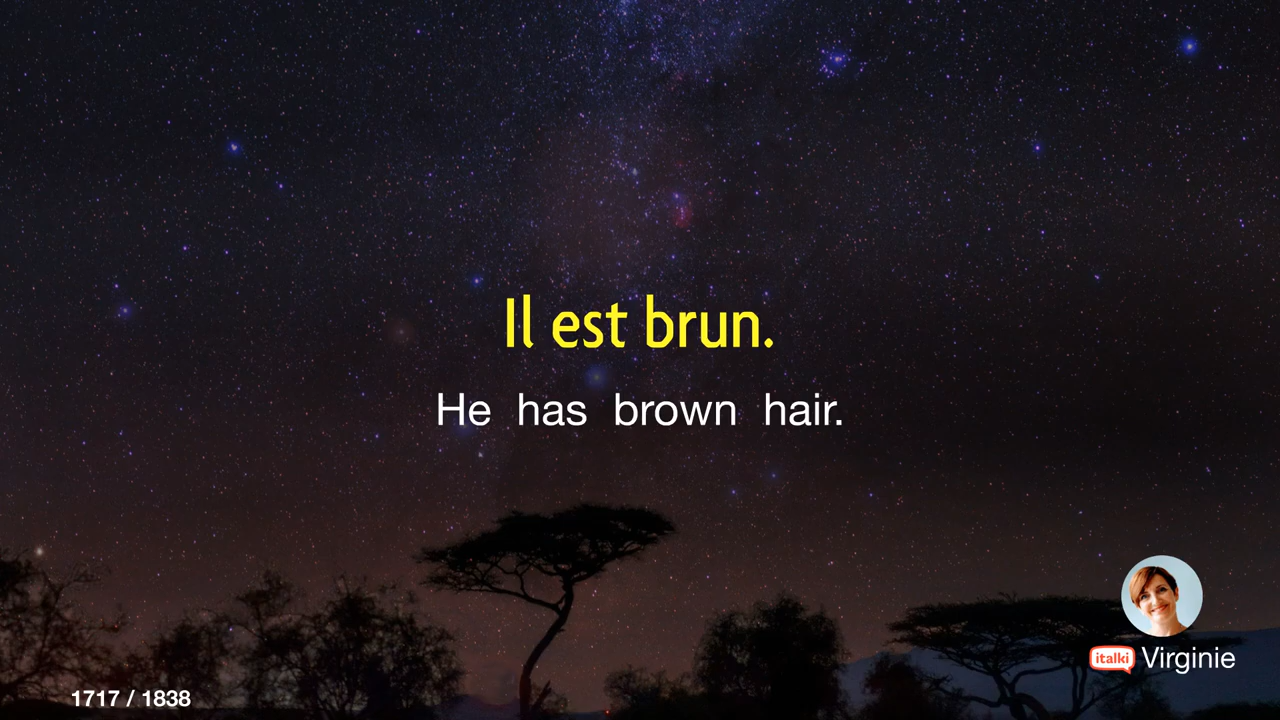 Il est brun.
He has brown hair.
italki Virginie
1717 / 1838